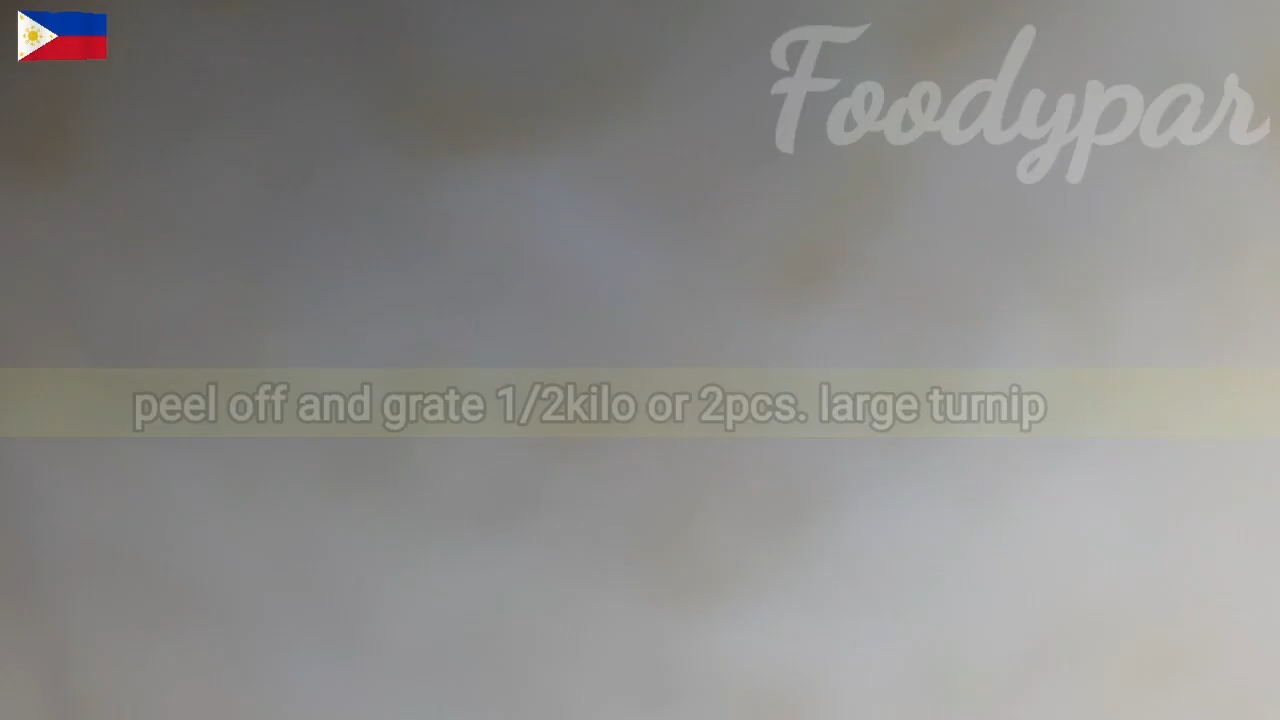 Foodypar
peel off and grate 1/2kilo or 2pcs. large turnip